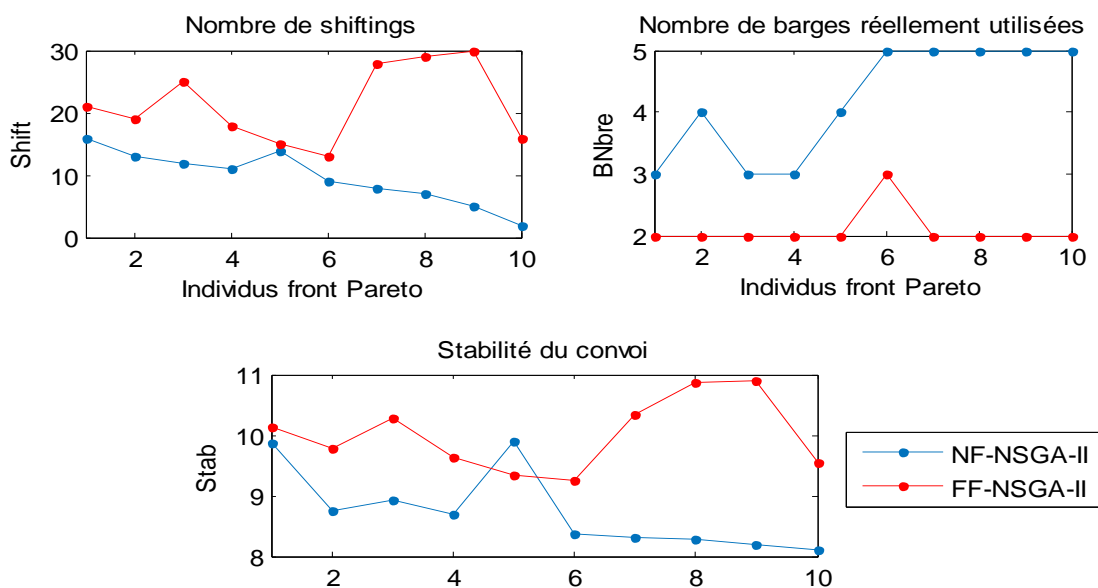 Nombre de shiftings
30
20
10
0
Shift
2 4 6 8 10
Individus front Pareto
Nombre de barges réellement utilisées
5
4
3
2
BNbre
2 4 6 8 10
Individus front Pareto
Stabilité du convoi
11
10
9
8
Stab
2 4 6 8 10
NF-NSGA-II
FF-NSGA-II